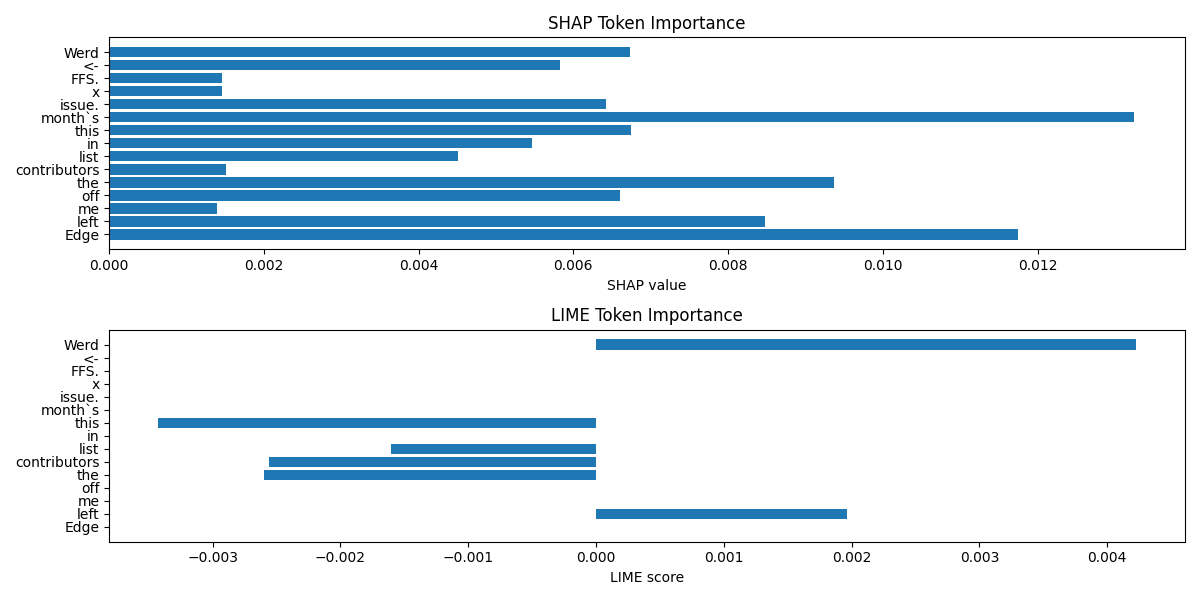 SHAP Token Importance
Werd
<-
FFS.
x
issue.
month`s
this
in
list
contributors
the
off
me
left
Edge
0.000 0.002 0.004 0.006 0.008 0.010 0.012
SHAP value
LIME Token Importance
Werd
<-
FFS.
x
issue.
month`s
this
in
list
contributors
the
off
me
left
Edge
−0.003 −0.002 −0.001 0.000 0.001 0.002 0.003 0.004
LIME score